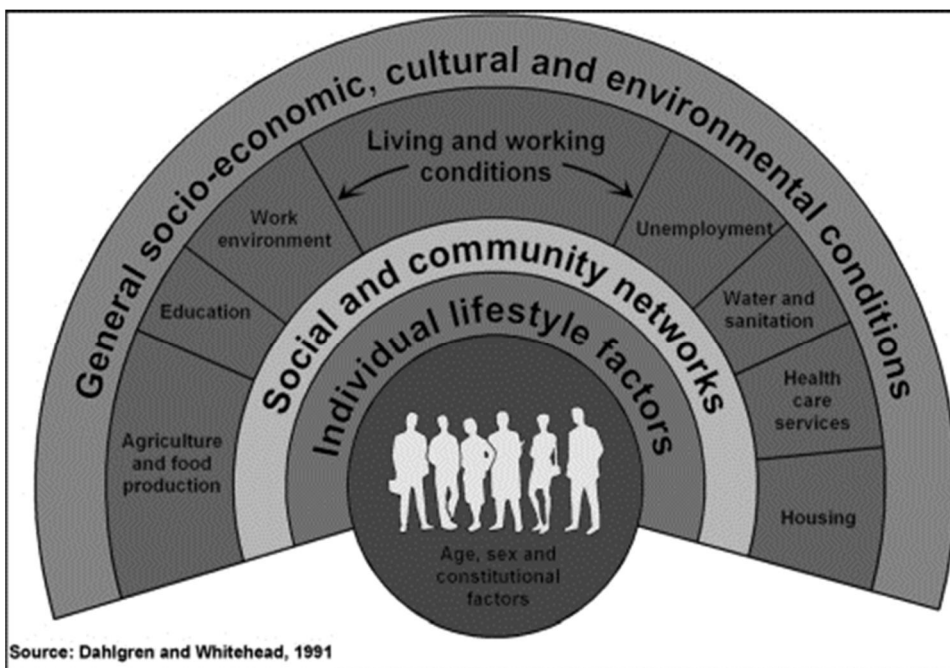 General socio-economic, cultural and environmental conditions
Living and working
conditions
Work
environment
Unemployment
Education
Water and
sanitation
Agriculture
and food
production
Health
care
services
Housing
Social and community networks
Individual lifestyle factors
Age, sex and
constitutional
factors
Source: Dahlgren and Whitehead, 1991